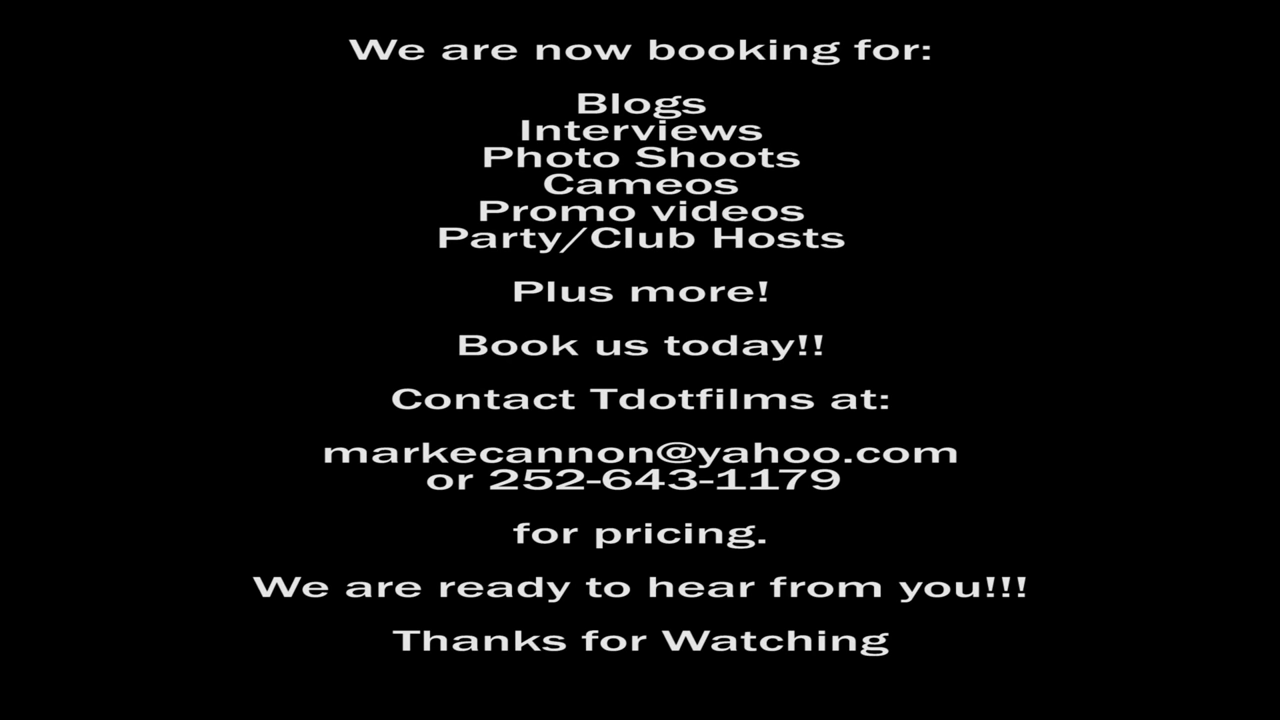 We are now booking for:
Blogs
Interviews
Photo Shoots
Cameos
Promo videos
Party/Club Hosts
Plus more!
Book us today!!
Contact Tdotfilms at:
markecannon@yahoo.com
or 252-643-1179
for pricing.
We are ready to hear from you!!!
Thanks for Watching